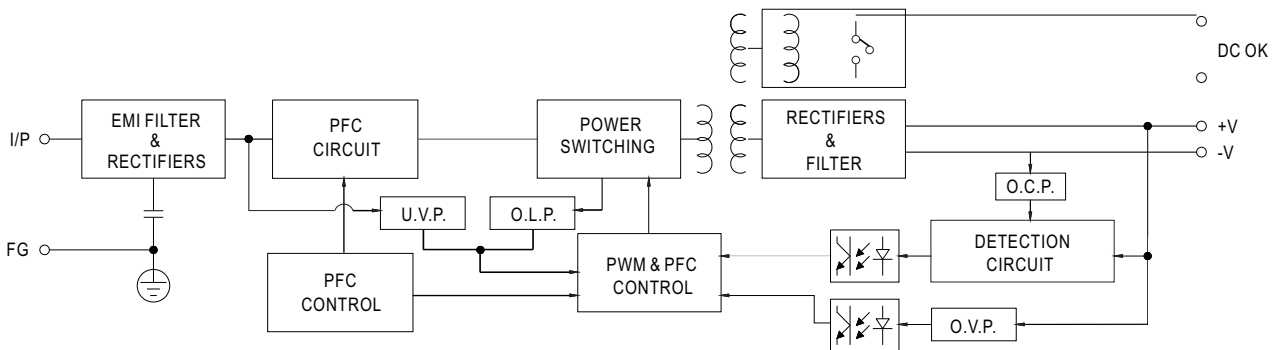 DC OK
I/P
EMI FILTER
&
RECTIFIERS
PFC
CIRCUIT
POWER
SWITCHING
RECTIFIERS
&
FILTER
+V
-V
O.C.P.
U.V.P.
O.L.P.
FG
PFC
CONTROL
PWM & PFC
CONTROL
DETECTION
CIRCUIT
O.V.P.